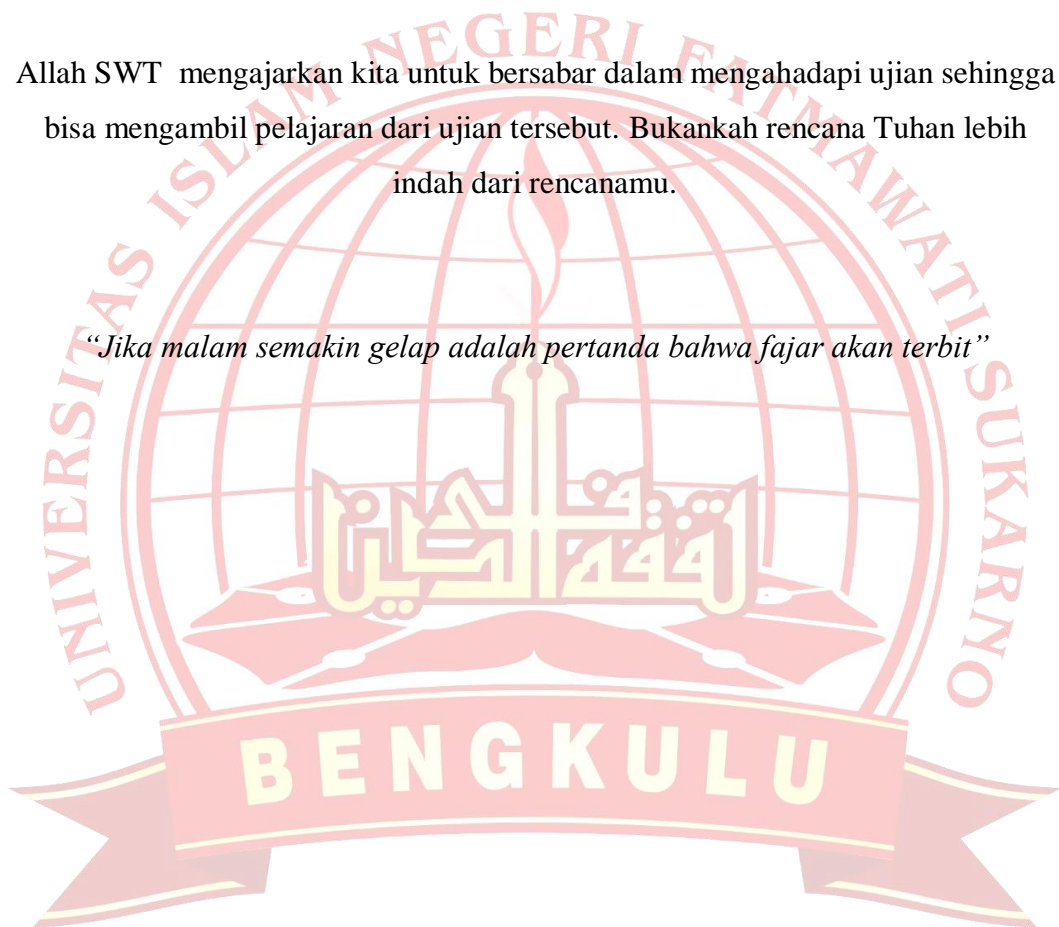 Allah SWT  mengajarkan kita untuk bersabar dalam mengahadapi ujian sehingga
bisa mengambil pelajaran dari ujian tersebut. Bukankah rencana Tuhan lebih
indah dari rencanamu.
“Jika malam semakin gelap adalah pertanda bahwa fajar akan terbit”
UNIVERSITAS ISLAM NEGERI FATMAWATI SUKARNO
BENGKULU